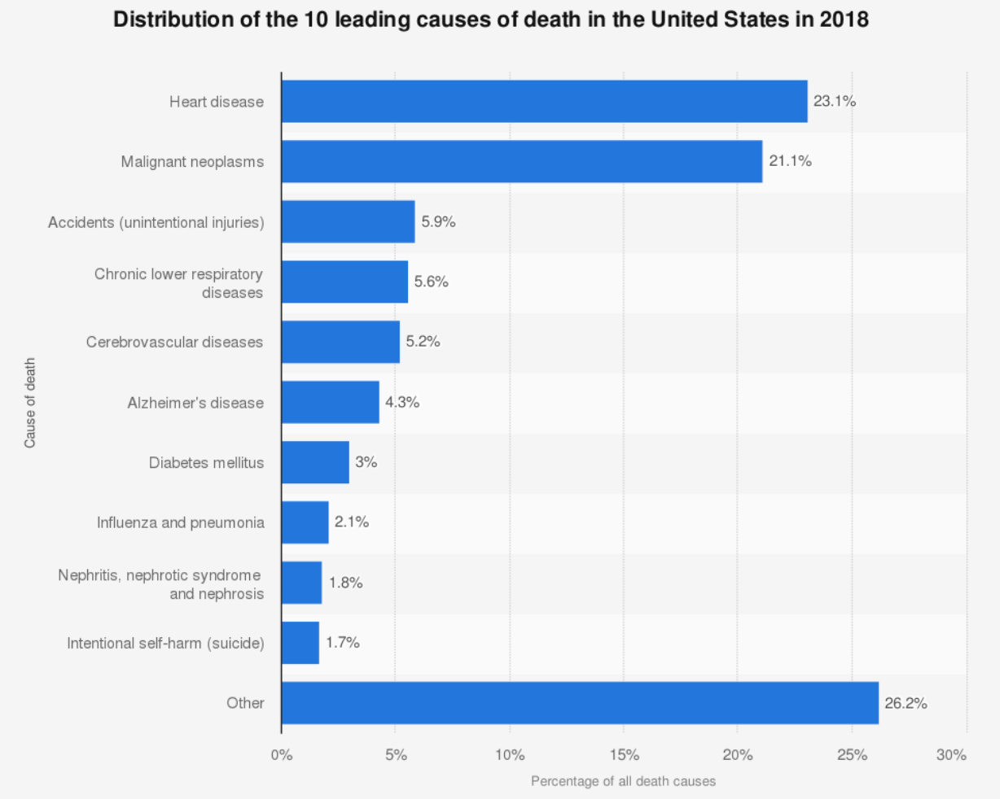 Distribution of the 10 leading causes of death in the United States in 2018
Heart disease
23.1%
Malignant neoplasms
21.1%
Accidents (unintentional injuries)
5.9%
Chronic lower respiratory
diseases
5.6%
Cerebrovascular diseases
5.2%
Alzheimer's disease
4.3%
Diabetes mellitus
3%
Influenza and pneumonia
2.1%
Nephritis, nephrotic syndrome
and nephrosis
1.8%
Intentional self-harm (suicide)
1.7%
Other
26.2%
Cause of death
0% 5% 10% 15% 20% 25% 30%
Percentage of all death causes